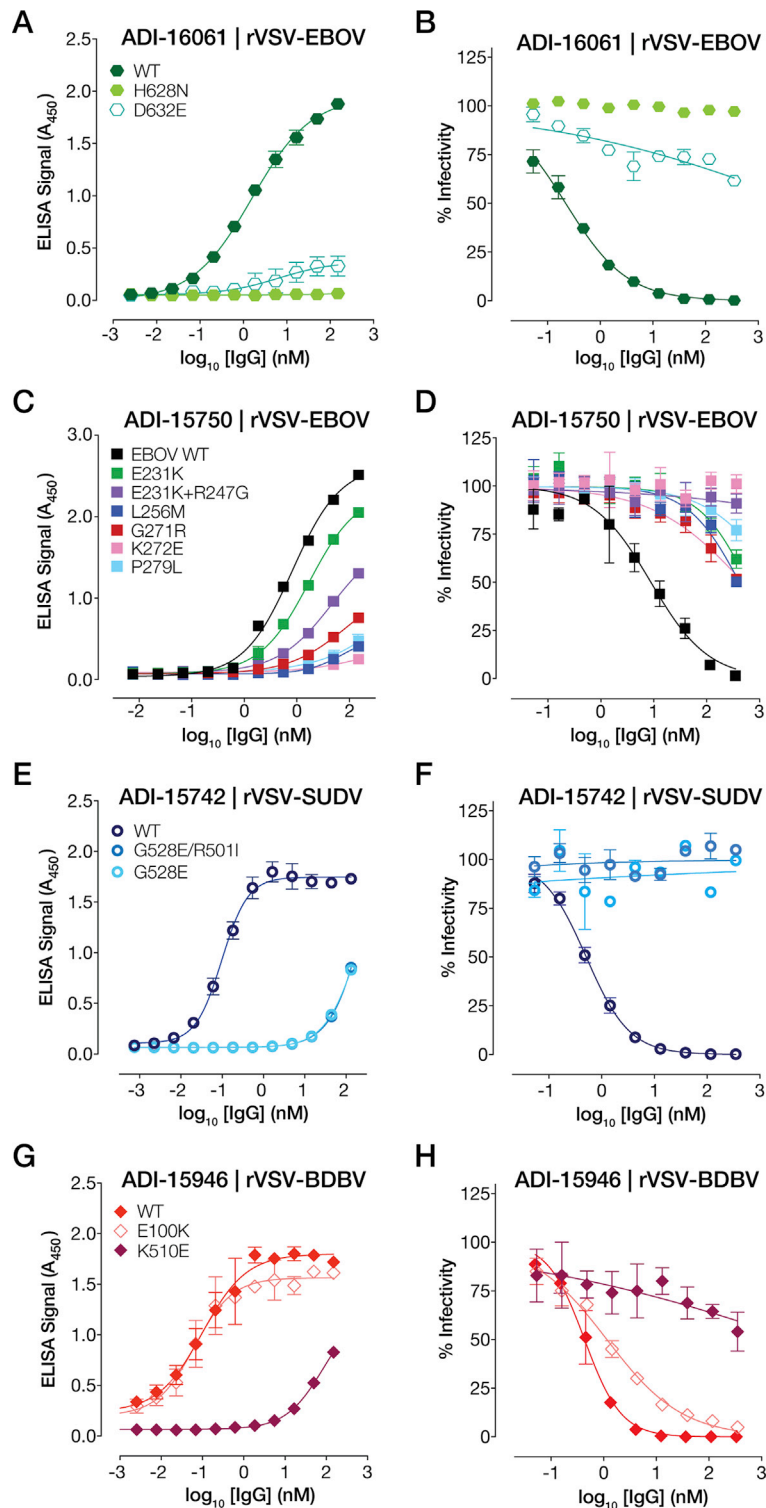 A
ADI-16061 | rVSV-EBOV
2.5
2.0
1.5
1.0
0.5
0.0
ELISA Signal (A450)
WT
H628N
D632E
-3 -2 -1 0 1 2 3
log10 [IgG] (nM)
B
ADI-16061 | rVSV-EBOV
125
100
75
50
25
0
% Infectivity
-1 0 1 2 3
log10 [IgG] (nM)
C
ADI-15750 | rVSV-EBOV
3.0
2.0
1.0
0.0
ELISA Signal (A450)
EBOV WT
E231K
E231K+R247G
L256M
G271R
K272E
P279L
-2 -1 0 0 1 2
log10 [IgG] (nM)
D
ADI-15750 | rVSV-EBOV
125
100
75
50
25
0
% Infectivity
-1 0 1 2 3
log10 [IgG] (nM)
E
ADI-15742 | rVSV-SUDV
2.5
2.0
1.5
1.0
0.5
0.0
ELISA Signal (A450)
WT
G528E/R501I
G528E
-3 -2 -1 0 1 2
log10 [IgG] (nM)
F
ADI-15742 | rVSV-SUDV
125
100
75
50
25
0
% Infectivity
-1 0 1 2 3
log10 [IgG] (nM)
G
ADI-15946 | rVSV-BDBV
2.5
2.0
1.5
1.0
0.5
0.0
ELISA Signal (A450)
WT
E100K
K510E
-3 -2 -1 0 1 2 3
log10 [IgG] (nM)
H
ADI-15946 | rVSV-BDBV
125
100
75
50
25
0
% Infectivity
-1 0 1 2 3
log10 [IgG] (nM)